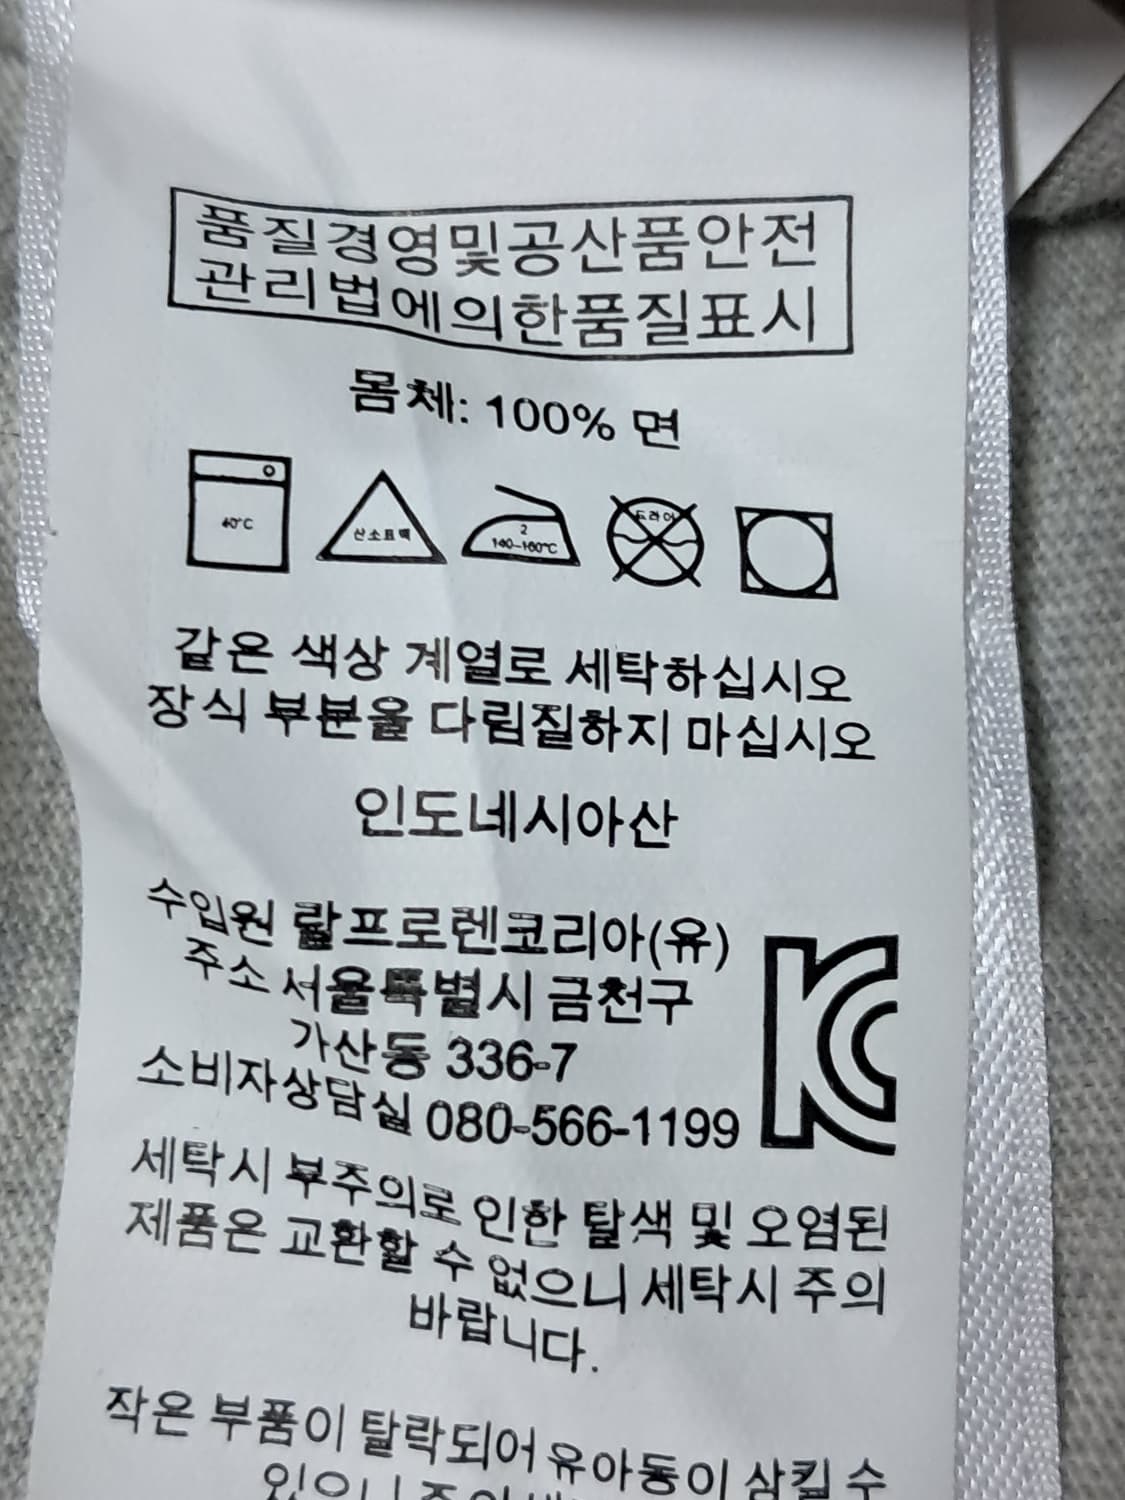 품질경영및공산품안전
관리법에의한품질표시
몸체: 100% 면
40°C
산소표백
2
140-160°C
드라이
같은 색상 계열로 세탁하십시오
장식 부분을 다림질하지 마십시오
인도네시아산
수입원 랄프로렌코리아(유)
주소 서울특별시 금천구
가산동 336-7
소비자상담실 080-566-1199
세탁시 부주의로 인한 탈색 및 오염된
제품은 교환할 수 없으니 세탁시 주의
바랍니다.
작은 부품이 탈락되어 유아동이 삼킬 수
있으니